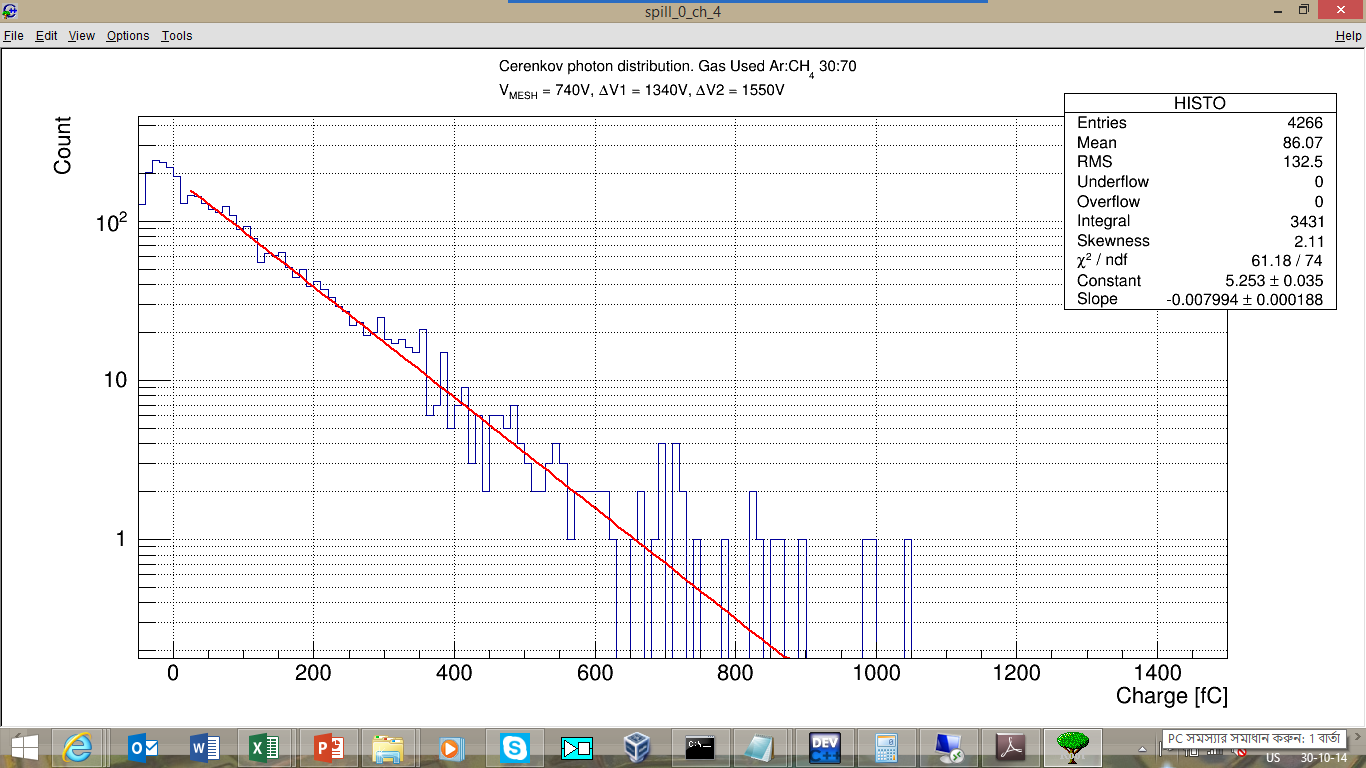 spill_0_ch_4
File Edit View Options Tools Help
Cerenkov photon distribution. Gas Used Ar:CH4 30:70
VMESH = 740V, ΔV1 = 1340V, ΔV2 = 1550V
HISTO
Entries 4266
Mean 86.07
RMS 132.5
Underflow 0
Overflow 0
Integral 3431
Skewness 2.11
χ² / ndf 61.18 / 74
Constant 5.253 ± 0.035
Slope -0.007994 ± 0.000188
Count
10²
10
1
0 200 400 600 800 1000 1200 1400
Charge [fC]
PC সমস্যার সমাধান করুন: 1 বার্তা
US 30-10-14
DEV
C++
C:\